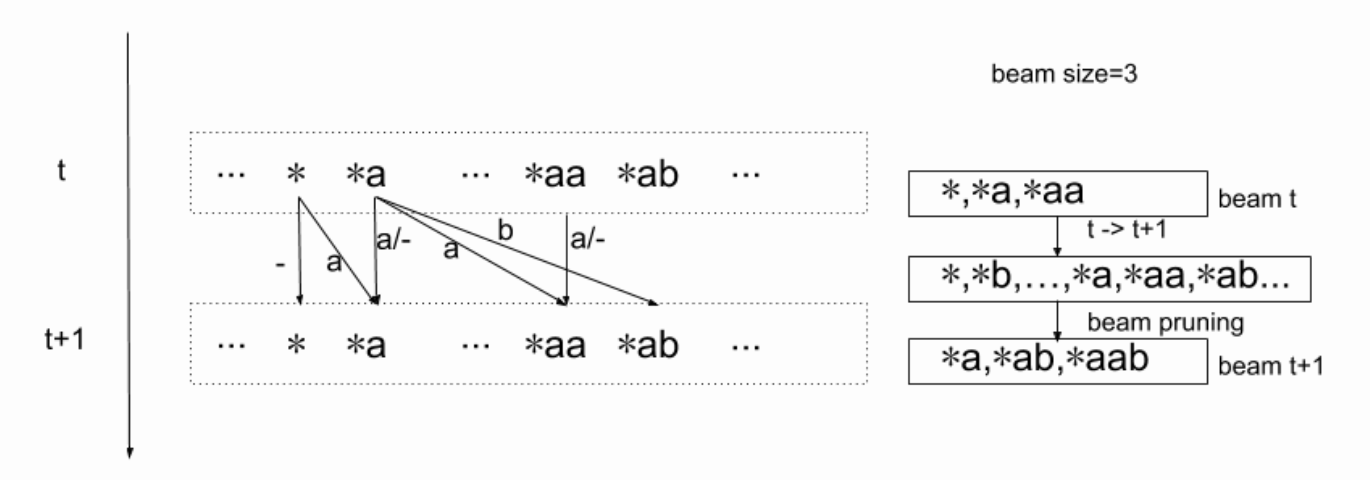 beam size=3
t
... * *a ... *aa *ab ...
- a a/- a b a/-
t+1
... * *a ... *aa *ab ...
*,*a,*aa
beam t
t -> t+1
*,*b,...,*a,*aa,*ab...
beam pruning
*a,*ab,*aab
beam t+1